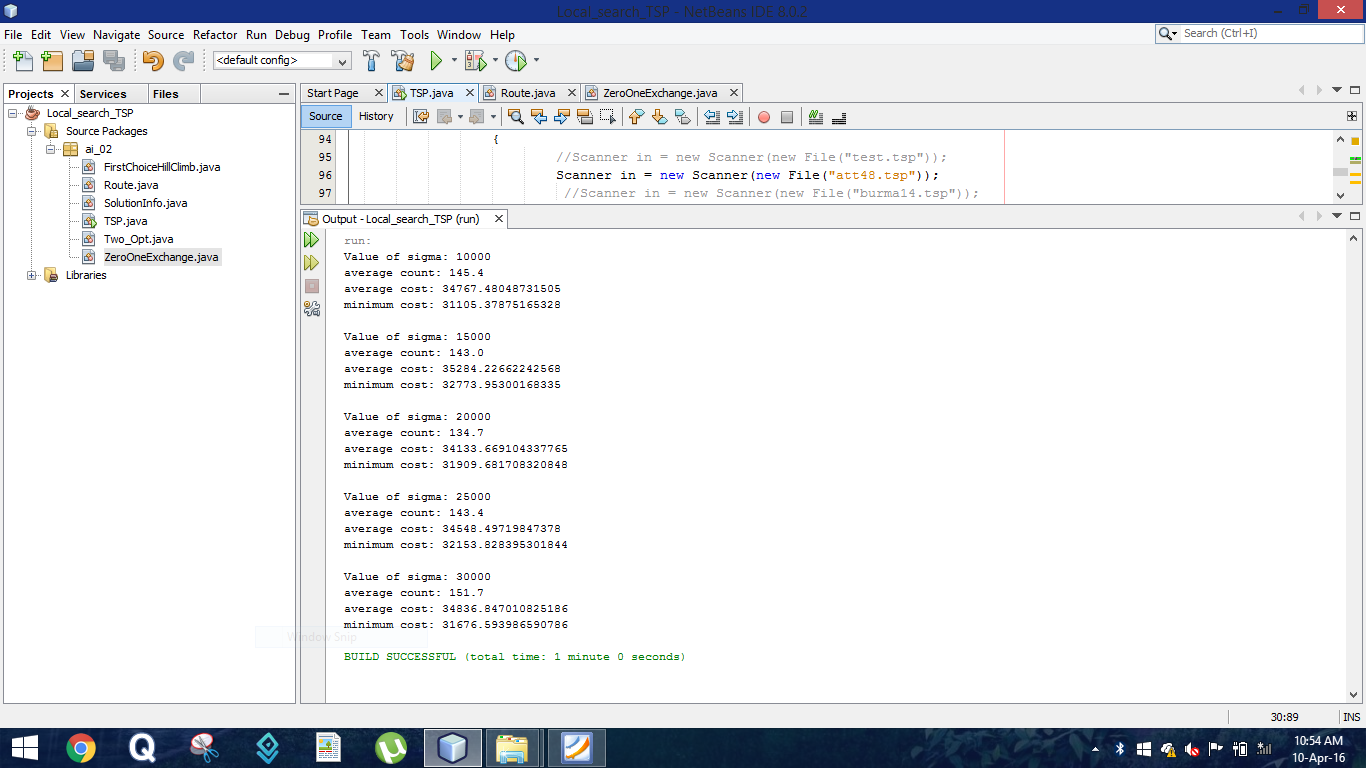 Local_search_TSP - NetBeans IDE 8.0.2
File Edit View Navigate Source Refactor Run Debug Profile Team Tools Window Help
Search (Ctrl+I)
<default config>
Projects Services Files
Local_search_TSP
Source Packages
ai_02
FirstChoiceHillClimb.java
Route.java
SolutionInfo.java
TSP.java
Two_Opt.java
ZeroOneExchange.java
Libraries
Start Page TSP.java Route.java ZeroOneExchange.java
Source History
94 {
95 //Scanner in = new Scanner(new File("test.tsp"));
96 Scanner in = new Scanner(new File("att48.tsp"));
97 //Scanner in = new Scanner(new File("burma14.tsp"));
Output - Local_search_TSP (run)
run:
Value of sigma: 10000
average count: 145.4
average cost: 34767.48048731505
minimum cost: 31105.37875165328
Value of sigma: 15000
average count: 143.0
average cost: 35284.22662242568
minimum cost: 32773.95300168335
Value of sigma: 20000
average count: 134.7
average cost: 34133.669104337765
minimum cost: 31909.681708320848
Value of sigma: 25000
average count: 143.4
average cost: 34548.49719847378
minimum cost: 32153.828395301844
Value of sigma: 30000
average count: 151.7
average cost: 34836.847010825186
minimum cost: 31676.593986590786
Window Snip
BUILD SUCCESSFUL (total time: 1 minute 0 seconds)
30:89 INS
10:54 AM
10-Apr-16